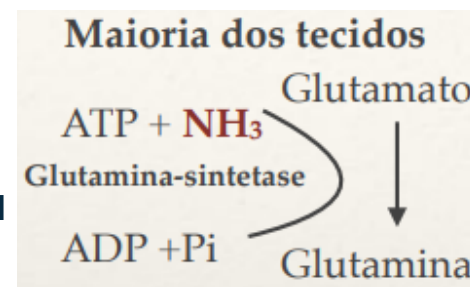 Maioria dos tecidos
Glutamato
ATP + NH₃
Glutamina-sintetase
ADP +Pi
Glutamina